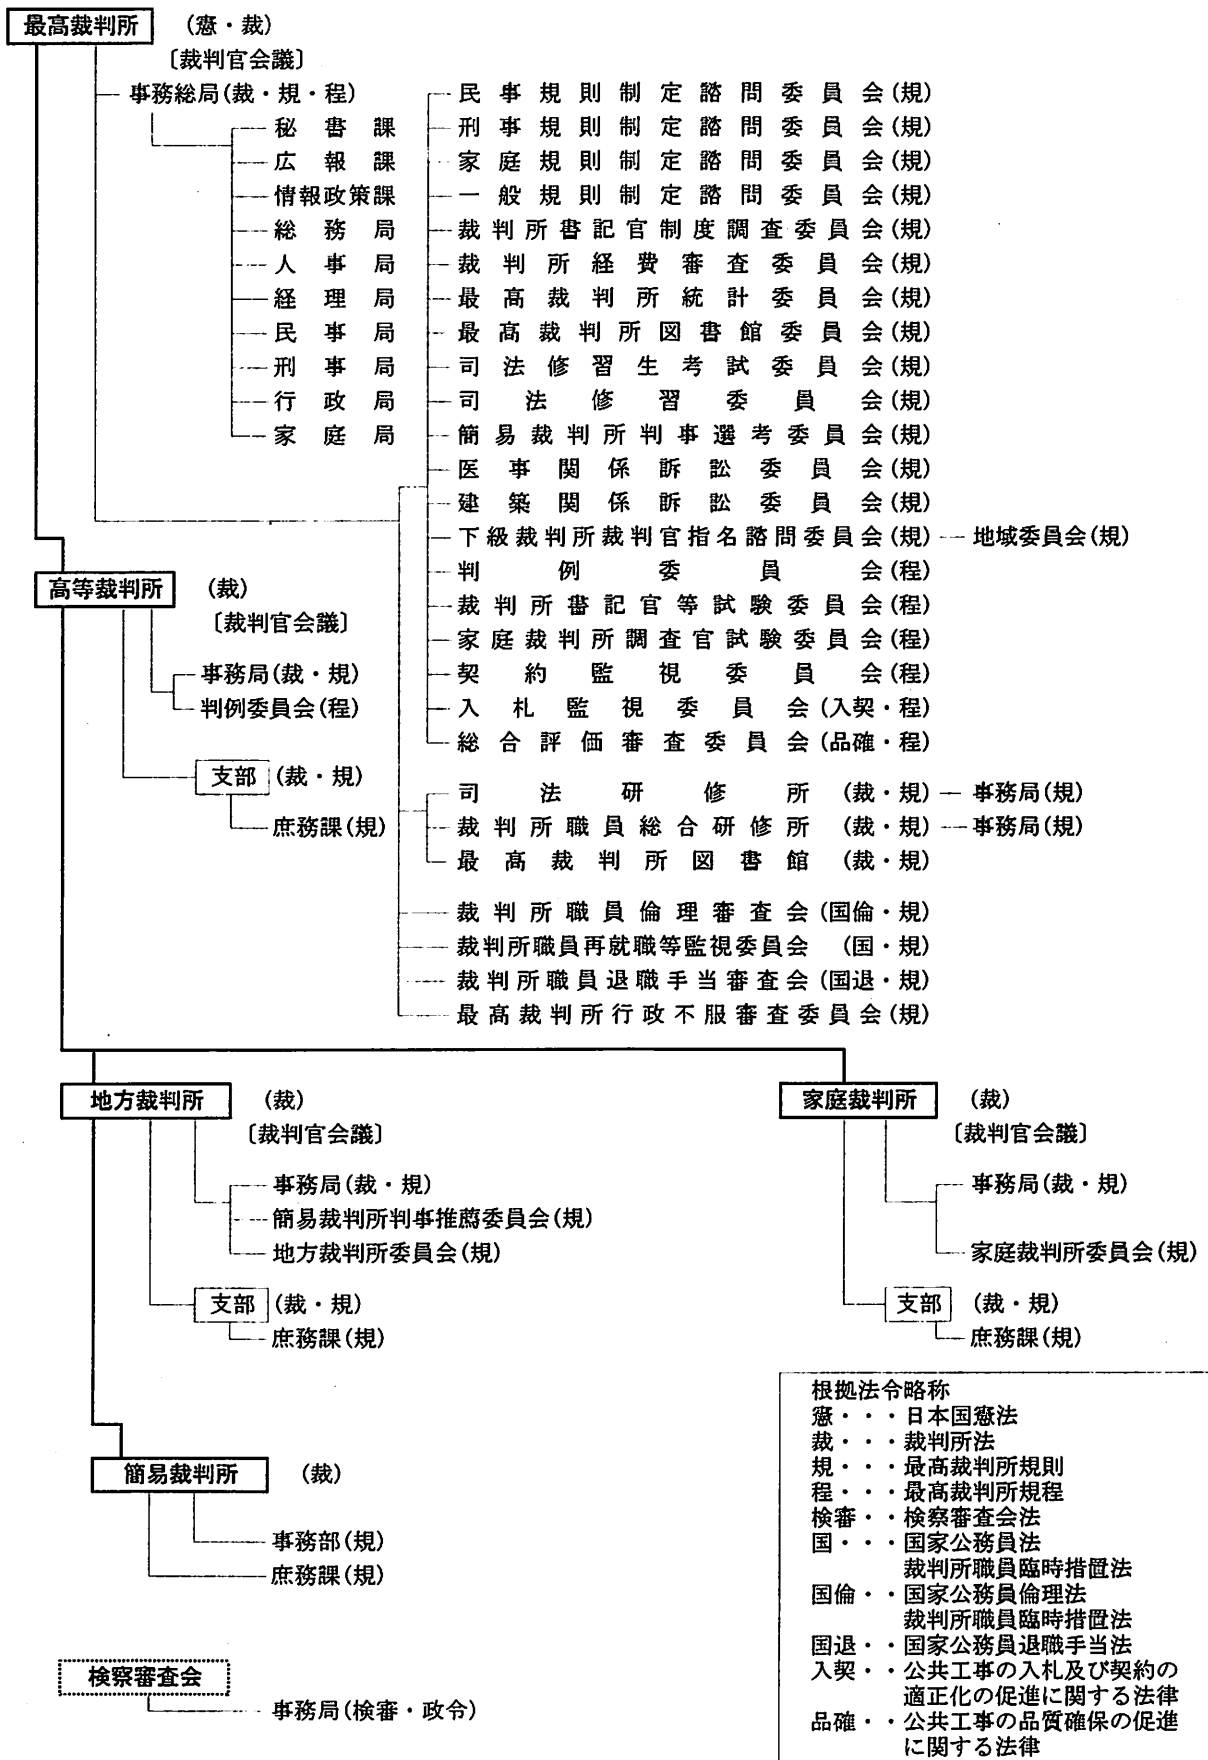 最高裁判所 (憲・裁)
〔裁判官会議〕
事務総局(裁・規・程)
秘書課
広報課
情報政策課
総務局
人事局
経理局
民事局
刑事局
行政局
家庭局
民事規則制定諮問委員会(規)
刑事規則制定諮問委員会(規)
家庭規則制定諮問委員会(規)
一般規則制定諮問委員会(規)
裁判所書記官制度調査委員会(規)
裁判所経費審査委員会(規)
最高裁判所統計委員会(規)
最高裁判所図書館委員会(規)
司法修習生考試委員会(規)
司法修習委員会(規)
簡易裁判所判事選考委員会(規)
医事関係訴訟委員会(規)
建築関係訴訟委員会(規)
下級裁判所裁判官指名諮問委員会(規) 地域委員会(規)
判例委員会(程)
裁判所書記官等試験委員会(程)
家庭裁判所調査官試験委員会(程)
契約監視委員会(程)
入札監視委員会(入契・程)
総合評価審査委員会(品確・程)
司法研修所 (裁・規) 事務局(規)
裁判所職員総合研修所 (裁・規) 事務局(規)
最高裁判所図書館 (裁・規)
裁判所職員倫理審査会(国倫・規)
裁判所職員再就職等監視委員会 (国・規)
裁判所職員退職手当審査会(国退・規)
最高裁判所行政不服審査委員会(規)
高等裁判所 (裁)
〔裁判官会議〕
事務局(裁・規)
判例委員会(程)
支部 (裁・規)
庶務課(規)
地方裁判所 (裁)
〔裁判官会議〕
事務局(裁・規)
簡易裁判所判事推薦委員会(規)
地方裁判所委員会(規)
支部 (裁・規)
庶務課(規)
家庭裁判所 (裁)
〔裁判官会議〕
事務局(裁・規)
家庭裁判所委員会(規)
支部 (裁・規)
庶務課(規)
簡易裁判所 (裁)
事務部(規)
庶務課(規)
検察審査会
事務局(検審・政令)
根拠法令略称
憲・・・日本国憲法
裁・・・裁判所法
規・・・最高裁判所規則
程・・・最高裁判所規程
検審・・検察審査会法
国・・・国家公務員法
裁判所職員臨時措置法
国倫・・国家公務員倫理法
裁判所職員臨時措置法
国退・・国家公務員退職手当法
入契・・公共工事の入札及び契約の
適正化の促進に関する法律
品確・・公共工事の品質確保の促進
に関する法律